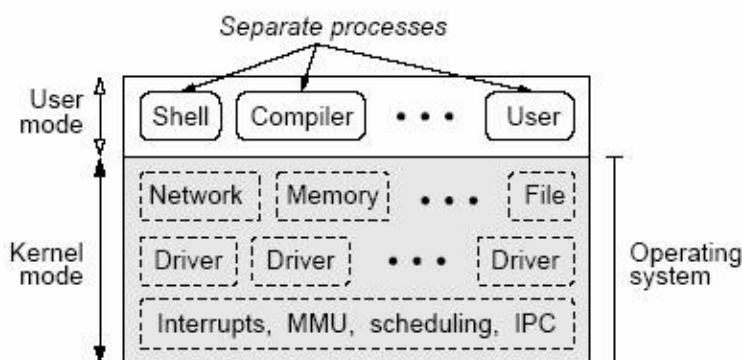 Separate processes
User
mode
Shell Compiler • • • User
Network Memory • • • File
Kernel
mode
Driver Driver • • • Driver
Operating
system
Interrupts, MMU, scheduling, IPC